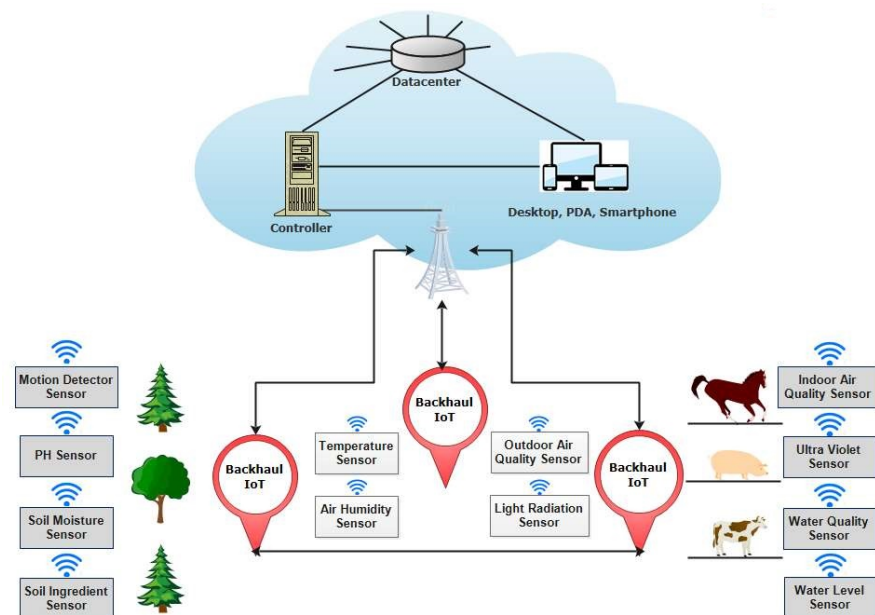 Datacenter
Controller
Desktop, PDA, Smartphone
Motion Detector
Sensor
PH Sensor
Soil Moisture
Sensor
Soil Ingredient
Sensor
Backhaul
IoT
Temperature
Sensor
Air Humidity
Sensor
Backhaul
IoT
Outdoor Air
Quality Sensor
Light Radiation
Sensor
Backhaul
IoT
Indoor Air
Quality Sensor
Ultra Violet
Sensor
Water Quality
Sensor
Water Level
Sensor